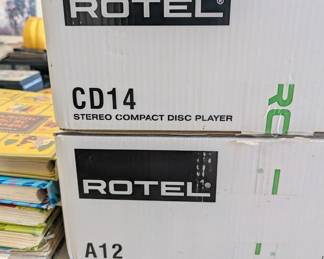 ROTEL®
CD14
STEREO COMPACT DISC PLAYER
ROTEL
A12